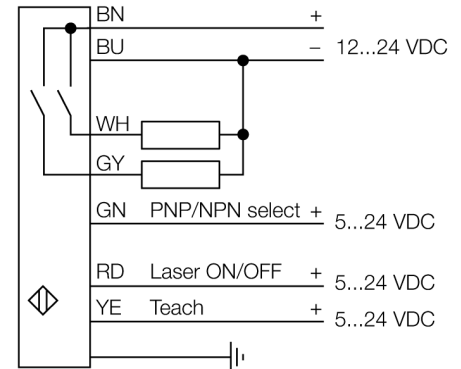 BN +
BU – 12...24 VDC
WH
GY
GN PNP/NPN select + 5...24 VDC
RD Laser ON/OFF + 5...24 VDC
YE Teach + 5...24 VDC